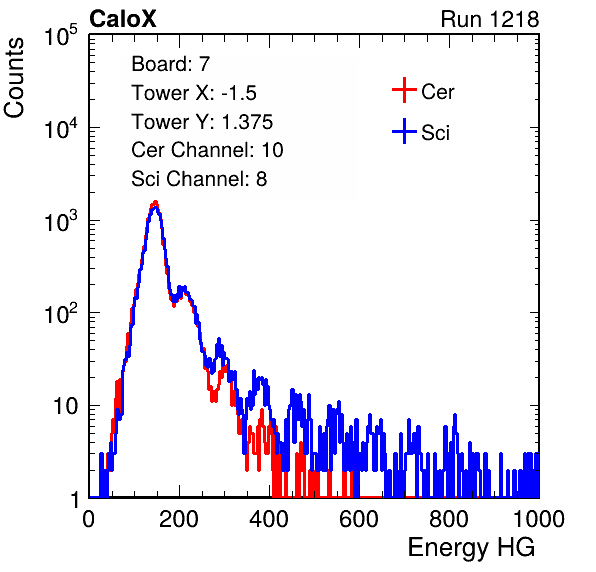 CaloX Run 1218
Counts
10^5
10^4
10^3
10^2
10
1
Board: 7
Tower X: -1.5
Tower Y: 1.375
Cer Channel: 10
Sci Channel: 8
Cer
Sci
0 200 400 600 800 1000
Energy HG